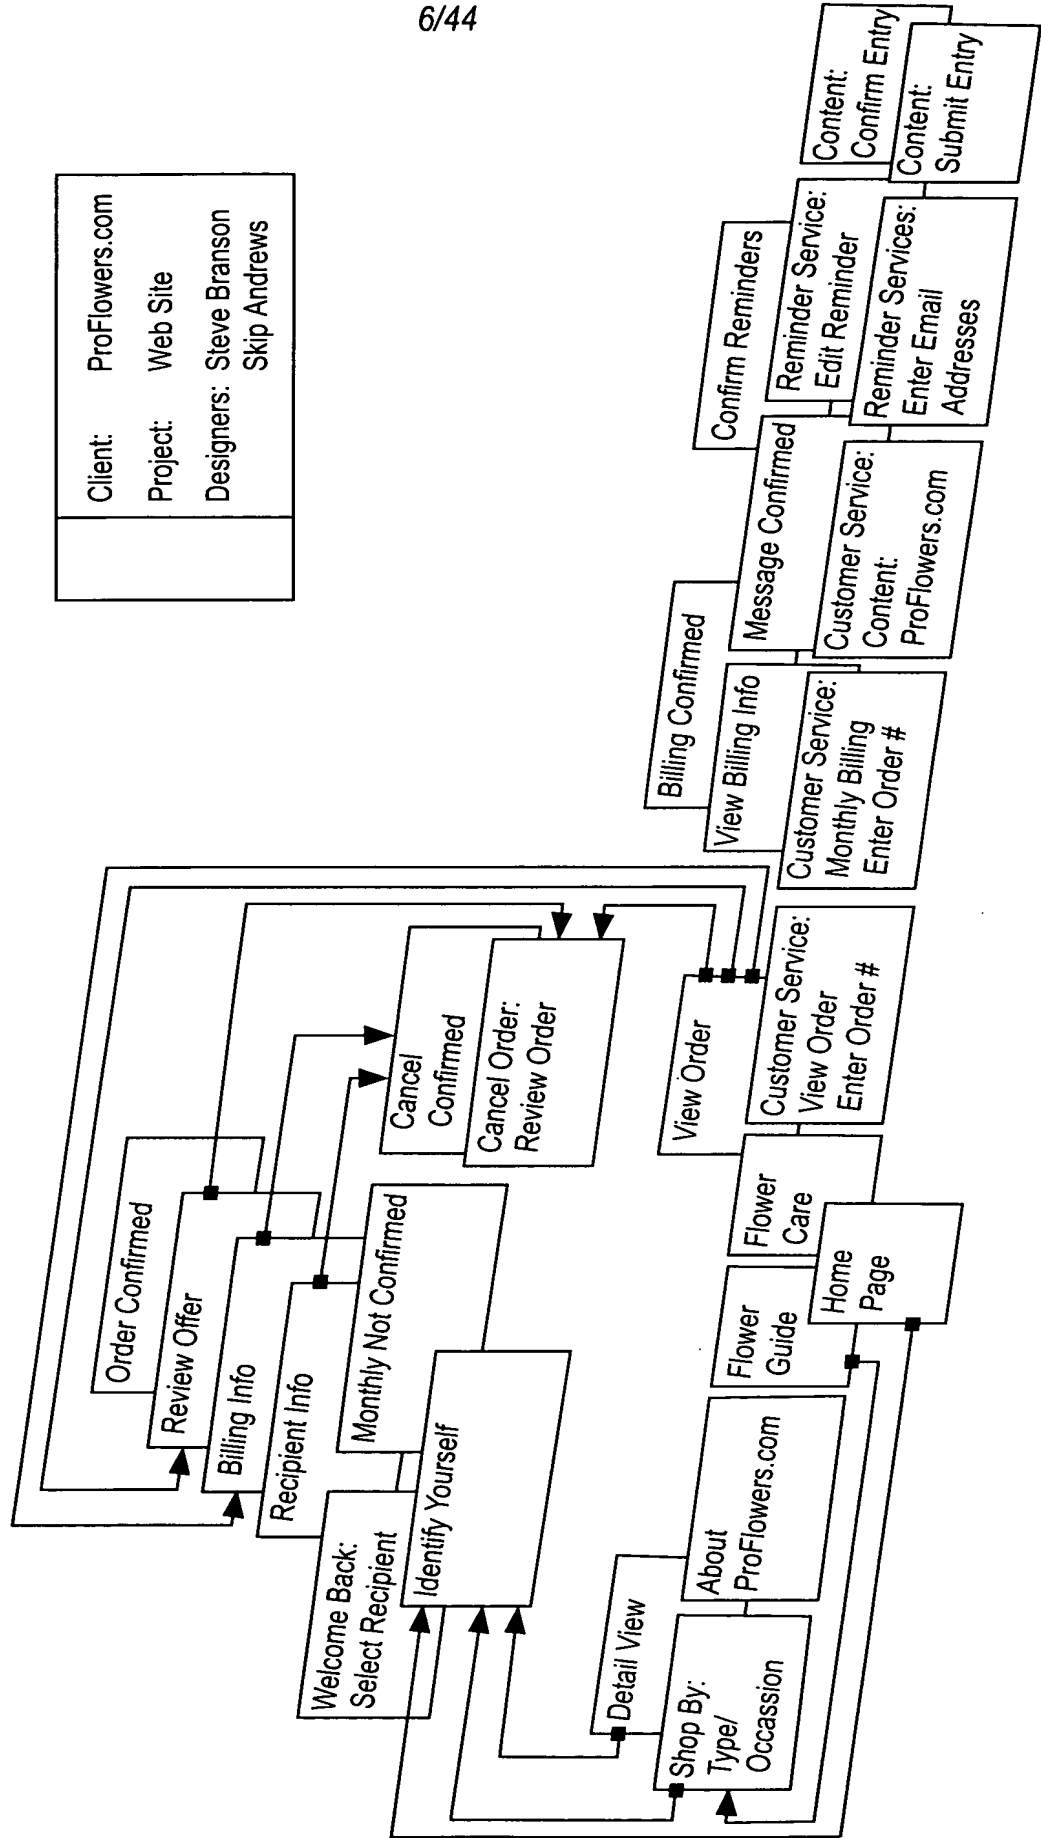 6/44
Client: ProFlowers.com
Project: Web Site
Designers: Steve Branson
Skip Andrews
Order Confirmed
Review Offer
Billing Info
Recipient Info
Monthly Not Confirmed
Welcome Back:
Select Recipient
Identify Yourself
Cancel
Confirmed
Cancel Order:
Review Order
Detail View
Shop By:
Type/
Occassion
About
ProFlowers.com
Flower
Guide
Flower
Care
Home
Page
View Order
Customer Service:
View Order
Enter Order #
Billing Confirmed
View Billing Info
Customer Service:
Monthly Billing
Enter Order #
Message Confirmed
Customer Service:
Content:
ProFlowers.com
Confirm Reminders
Reminder Service:
Edit Reminder
Reminder Services:
Enter Email
Addresses
Content:
Confirm Entry
Content:
Submit Entry